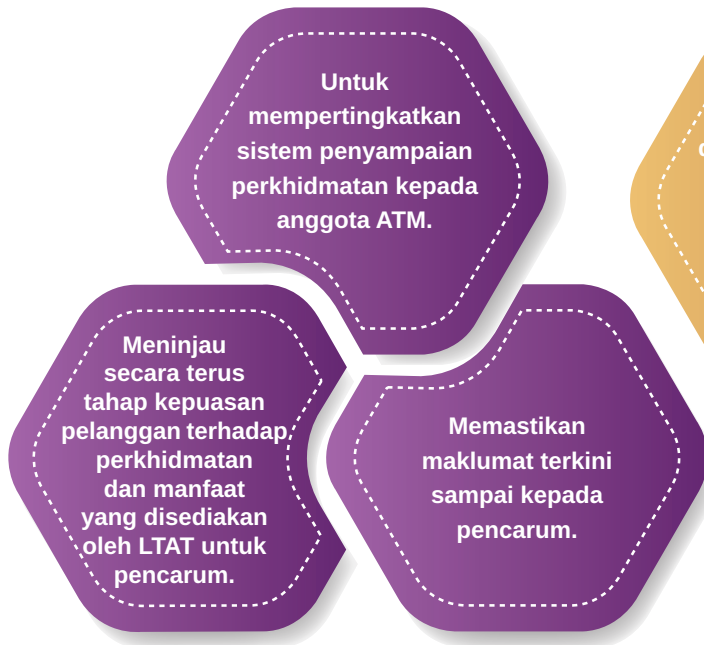 Untuk
mempertingkatkan
sistem penyampaian
perkhidmatan kepada
anggota ATM.
Meninjau
secara terus
tahap kepuasan
pelanggan terhadap
perkhidmatan
dan manfaat
yang disediakan
oleh LTAT untuk
pencarum.
Memastikan
maklumat terkini
sampai kepada
pencarum.